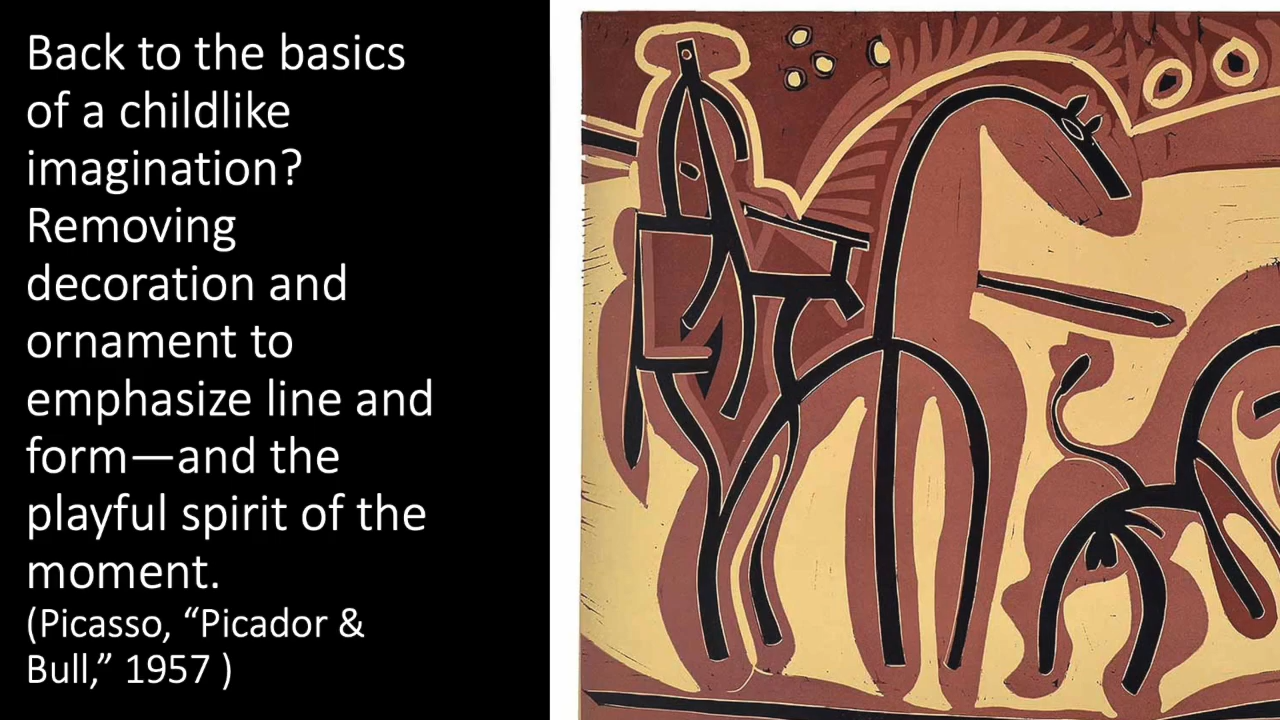 Back to the basics
of a childlike
imagination?
Removing
decoration and
ornament to
emphasize line and
form—and the
playful spirit of the
moment.
(Picasso, “Picador &
Bull,” 1957 )